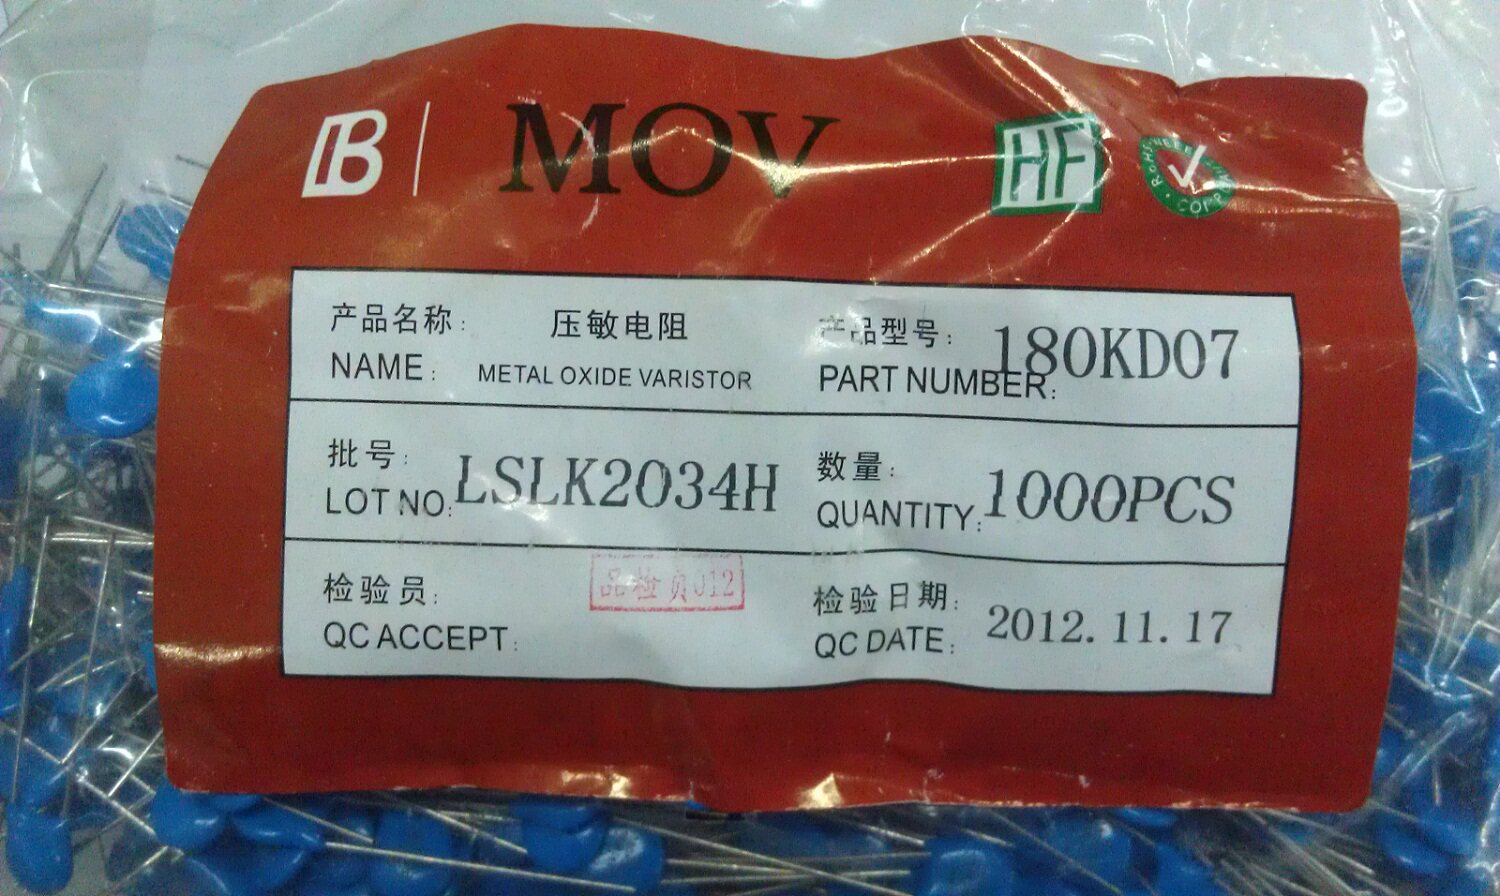 B
MOV
HF
产品名称:
压敏电阻
NAME:
METAL OXIDE VARISTOR
产品型号:
PART NUMBER:
180KD07
批号:
LOT NO:
LSLK2034H
数量:
QUANTITY:
1000PCS
检验员:
QC ACCEPT:
品检员012
检验日期:
QC DATE:
2012.11.17